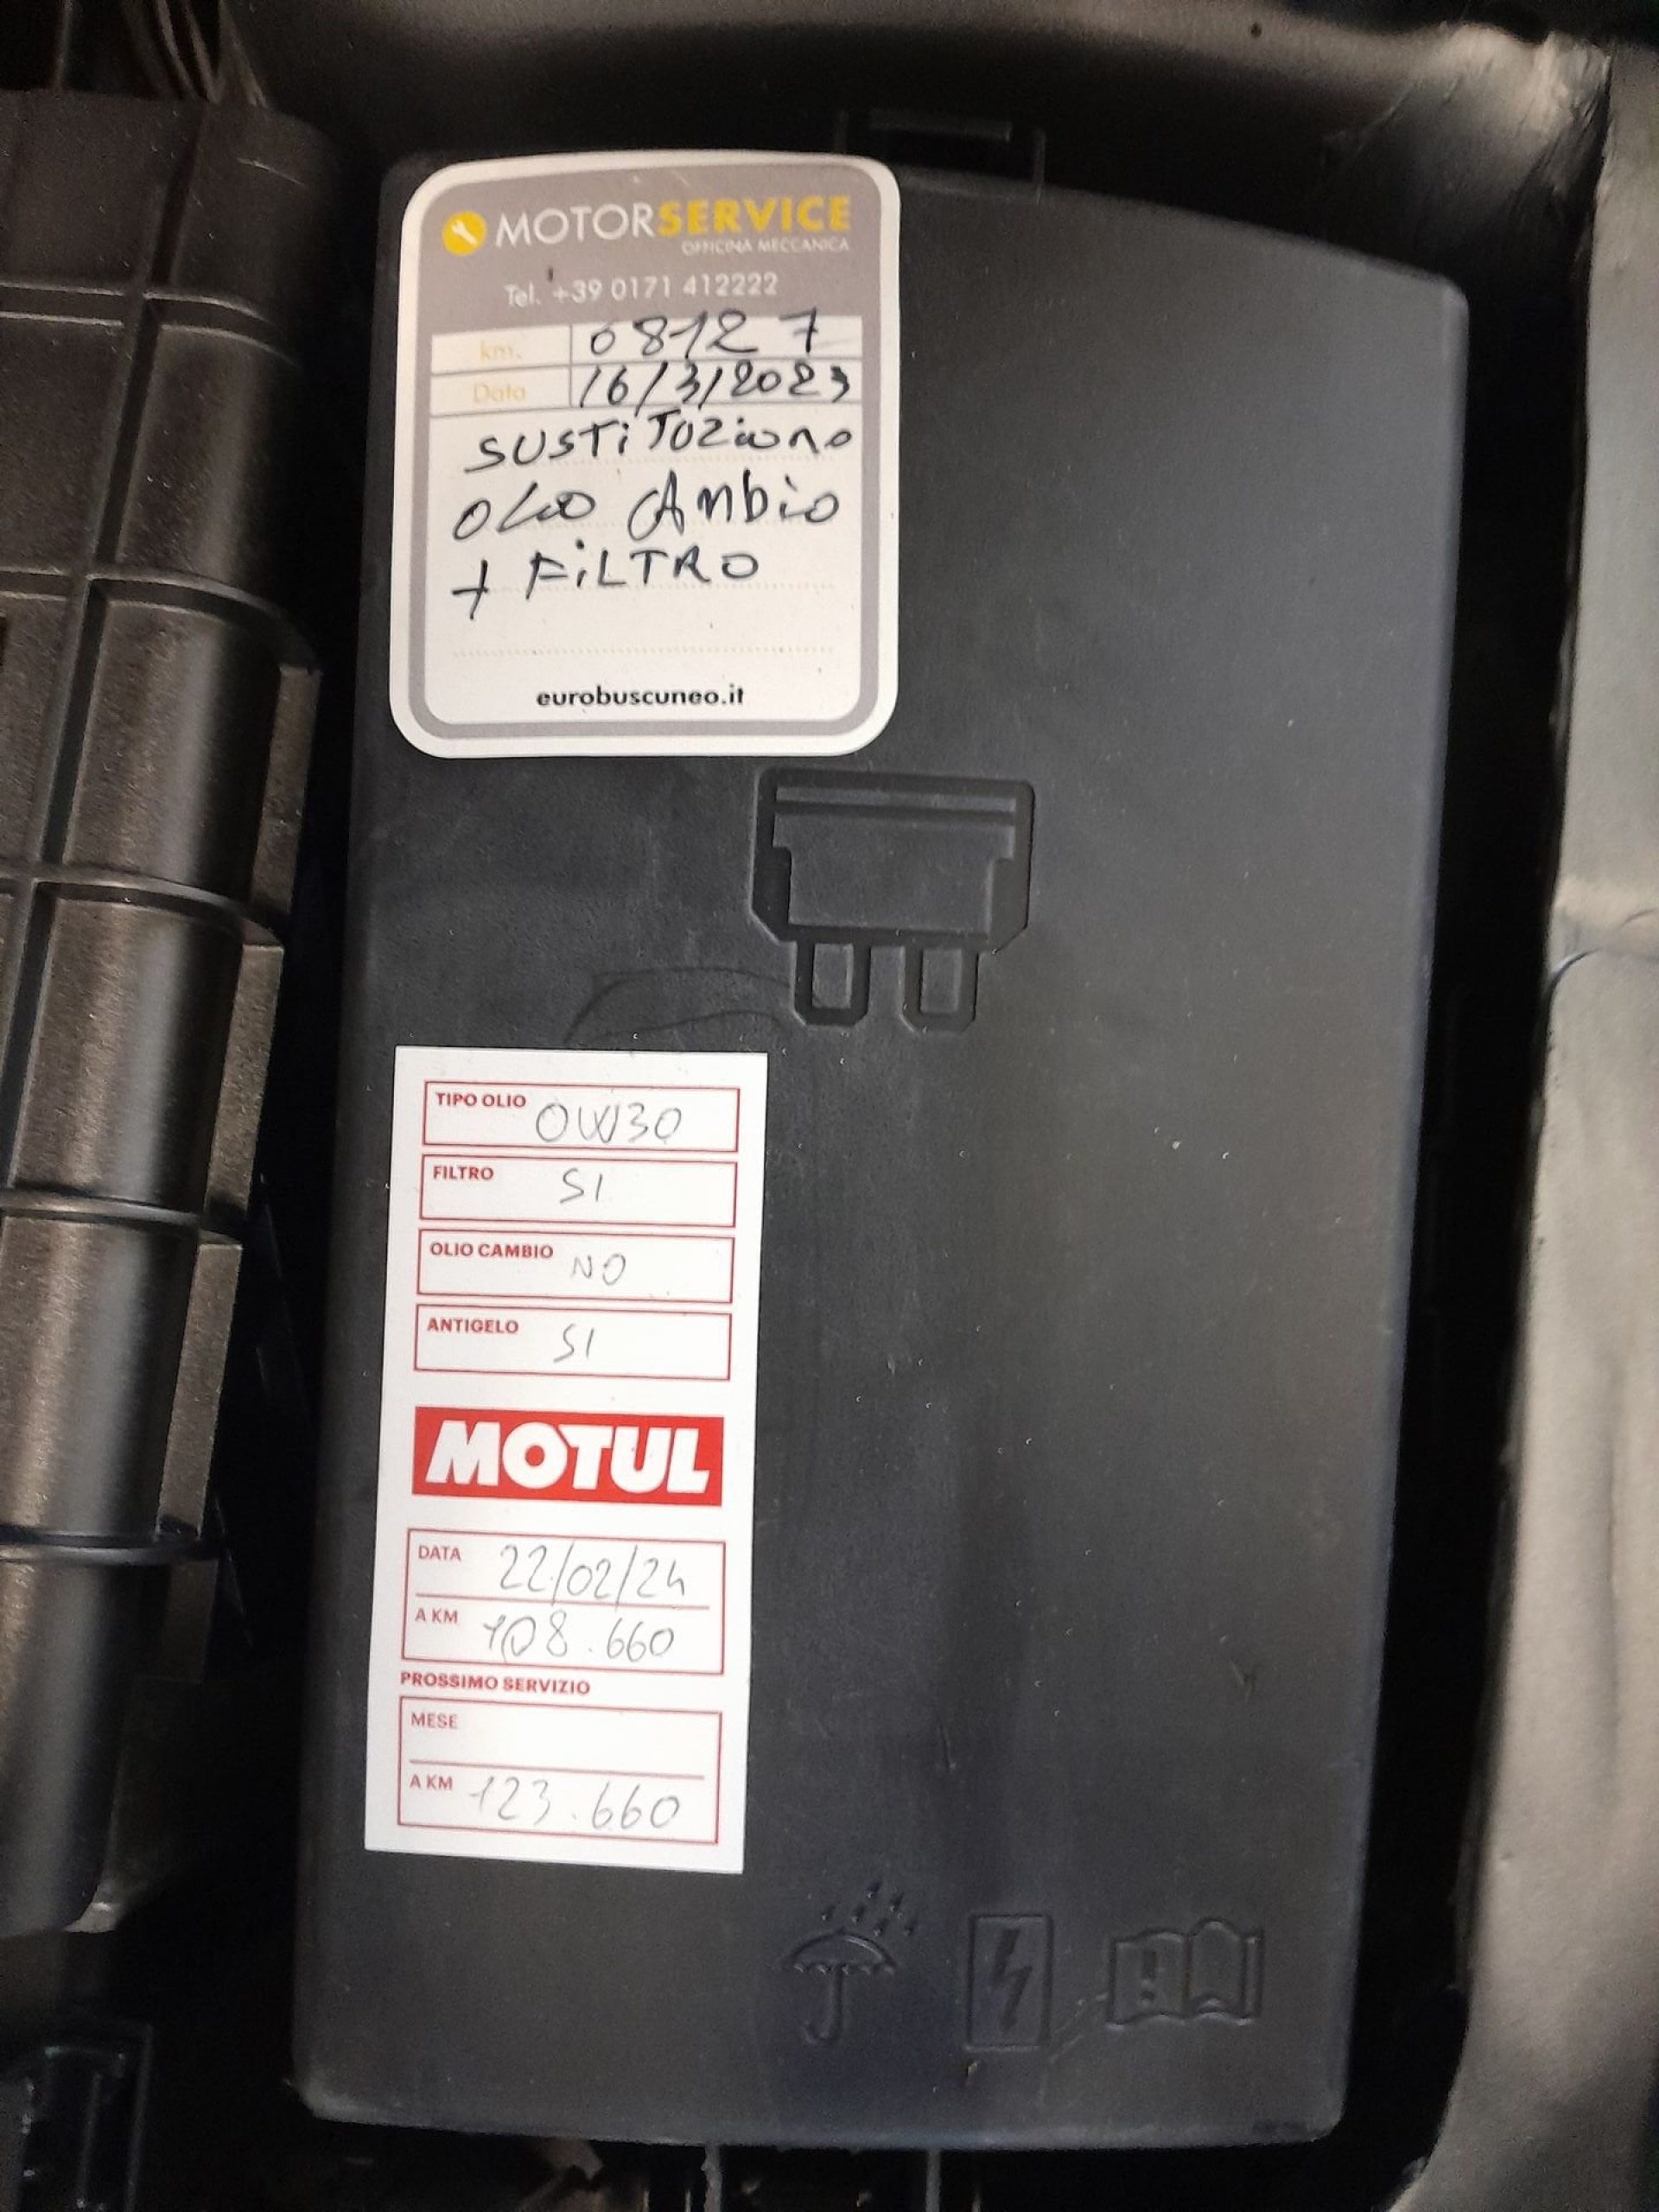 MOTORSERVICE
OFFICINA MECCANICA
Tel. +39 0171 412222
km. 68127
Data 16/3/2023
SUSTiTUZione
OLIO CAmbio
+ FiLTRO
eurobuscuneo.it
TIPO OLIO 0W30
FILTRO SI
OLIO CAMBIO NO
ANTIGELO SI
MOTUL
DATA 22/02/24
A KM 108.660
PROSSIMO SERVIZIO
MESE
A KM 123.660